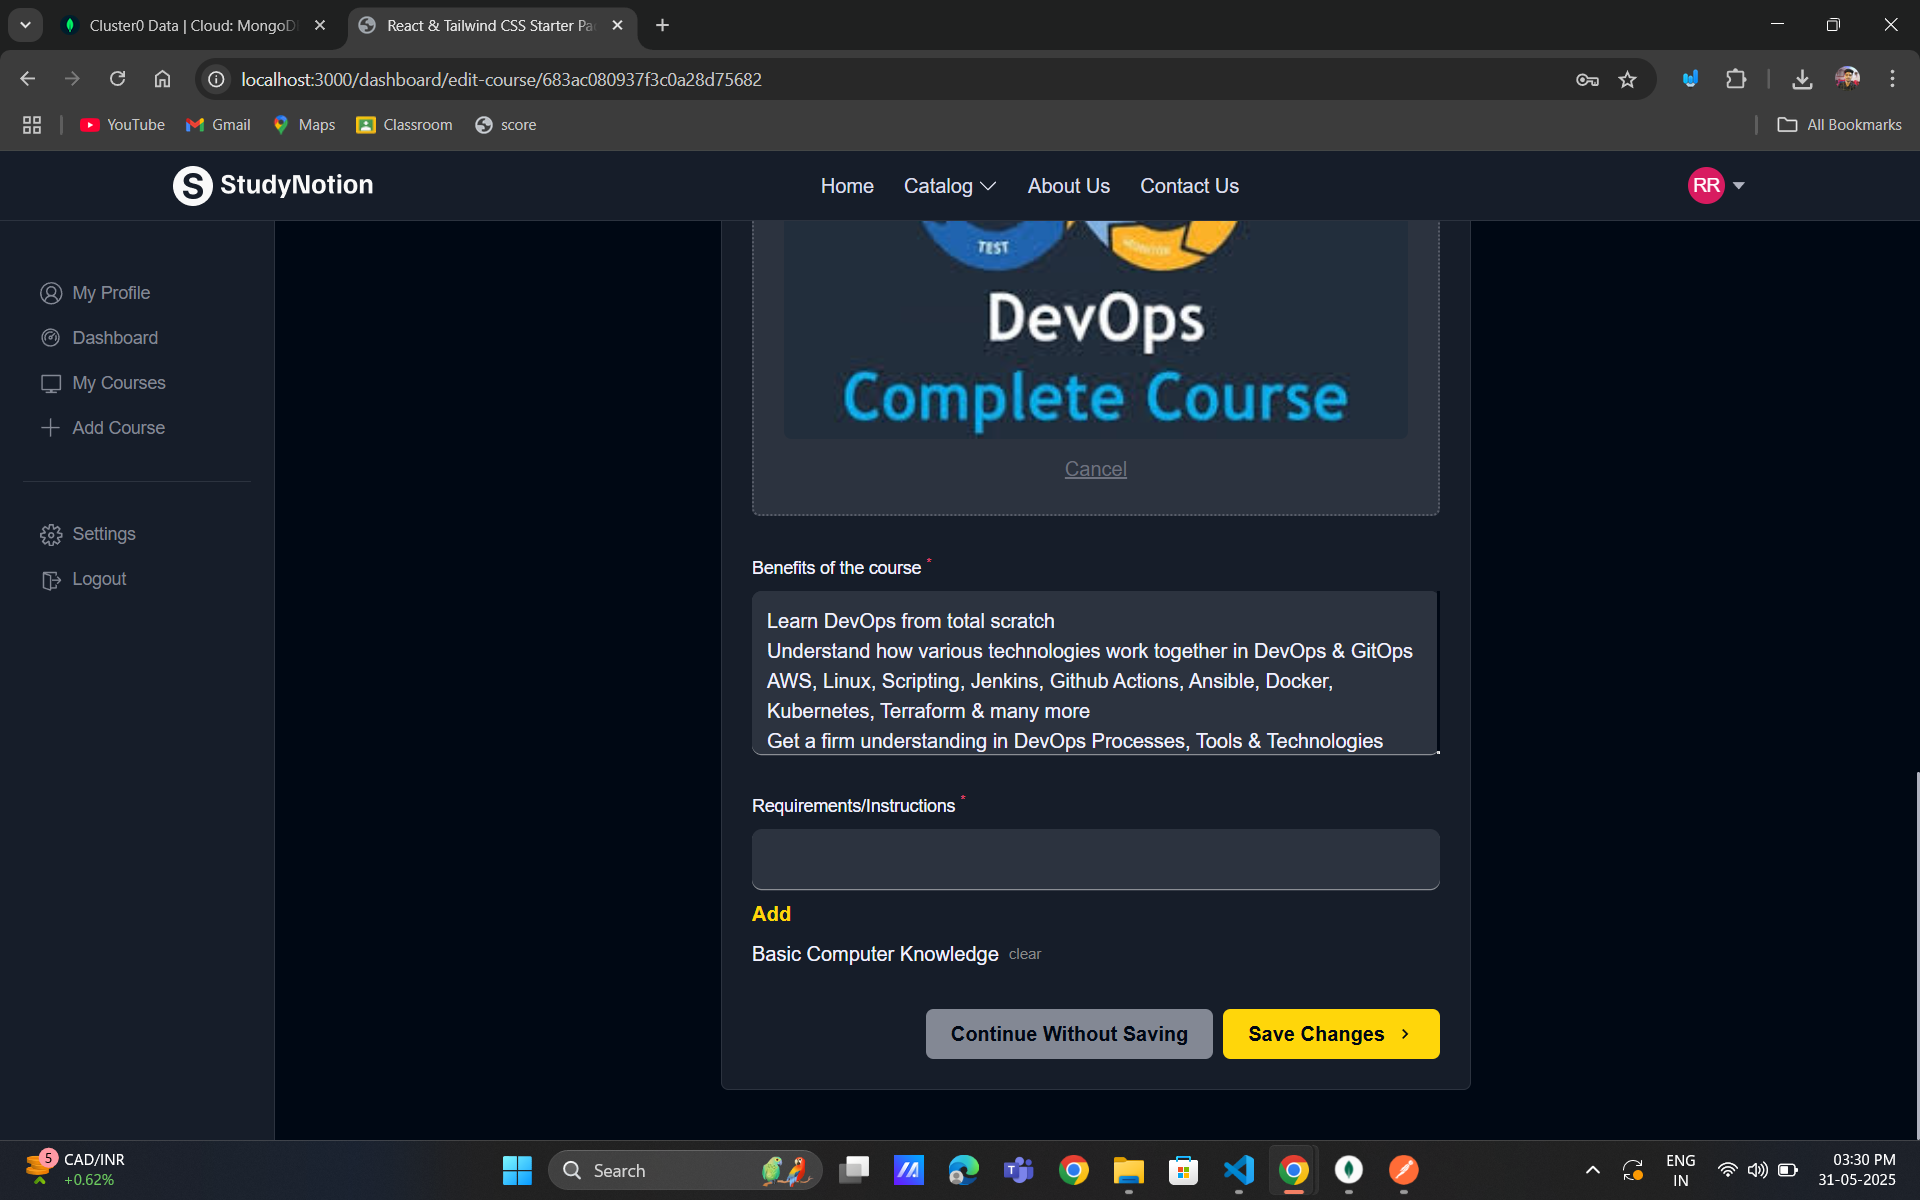 Cluster0 Data | Cloud: MongoD
React & Tailwind CSS Starter Pa
localhost:3000/dashboard/edit-course/683ac080937f3c0a28d75682
YouTube
Gmail
Maps
Classroom
score
All Bookmarks
S StudyNotion
Home
Catalog
About Us
Contact Us
RR
My Profile
Dashboard
My Courses
Add Course
Settings
Logout
TEST
MONITOR
DevOps
Complete Course
Cancel
Benefits of the course *
Learn DevOps from total scratch
Understand how various technologies work together in DevOps & GitOps
AWS, Linux, Scripting, Jenkins, Github Actions, Ansible, Docker,
Kubernetes, Terraform & many more
Get a firm understanding in DevOps Processes, Tools & Technologies
Requirements/Instructions *
Add
Basic Computer Knowledge clear
Continue Without Saving
Save Changes
5
CAD/INR
+0.62%
Search
ENG
IN
03:30 PM
31-05-2025